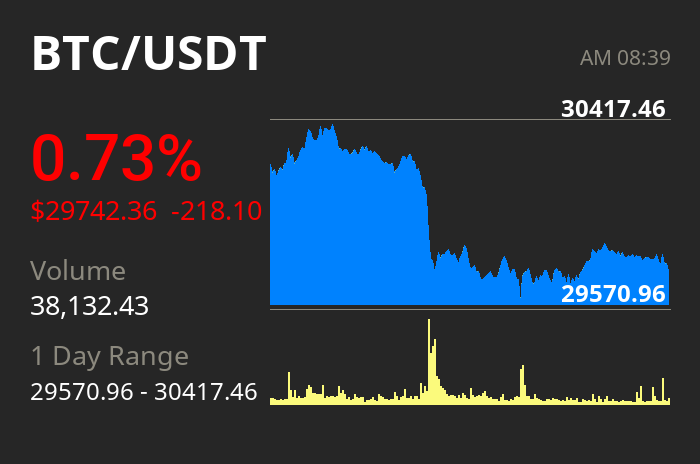 BTC/USDT
AM 08:39
30417.46
0.73%
$29742.36 -218.10
Volume
38,132.43
29570.96
1 Day Range
29570.96 - 30417.46